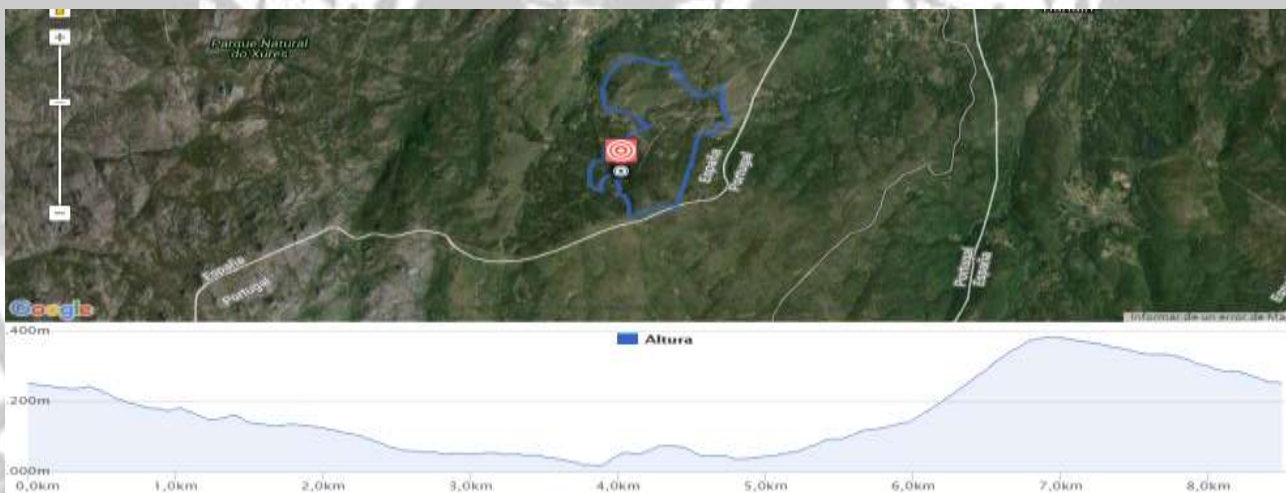 Parque Natural
do Xurés
+
España
Portugal
España
Portugal
Portugal
España
−
Google
Informar de un error de Ma
.400m
Altura
.200m
.000m
0,0km 1,0km 2,0km 3,0km 4,0km 5,0km 6,0km 7,0km 8,0km